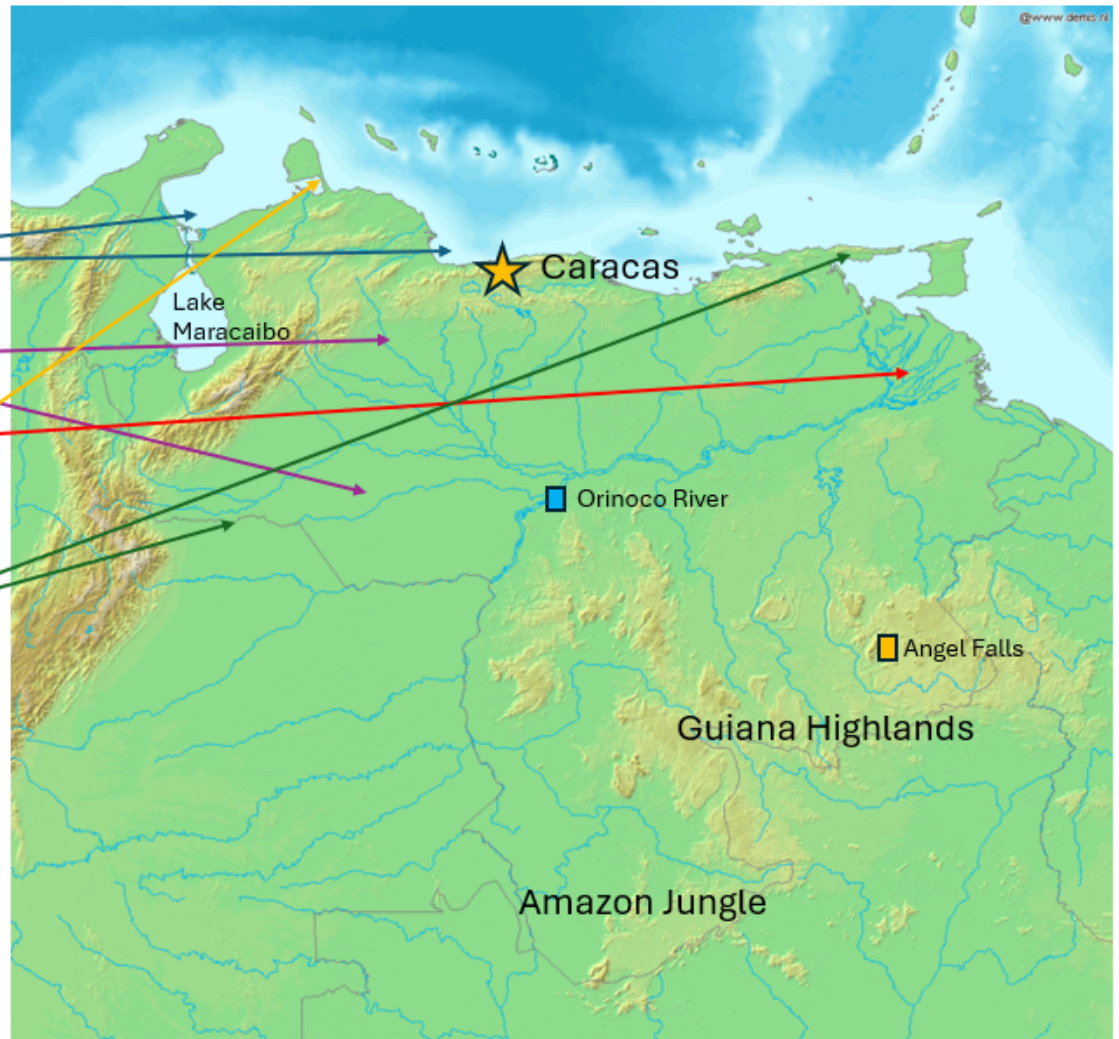 @www.demis.nl
Caracas
Lake
Maracaibo
Orinoco River
Angel Falls
Guiana Highlands
Amazon Jungle